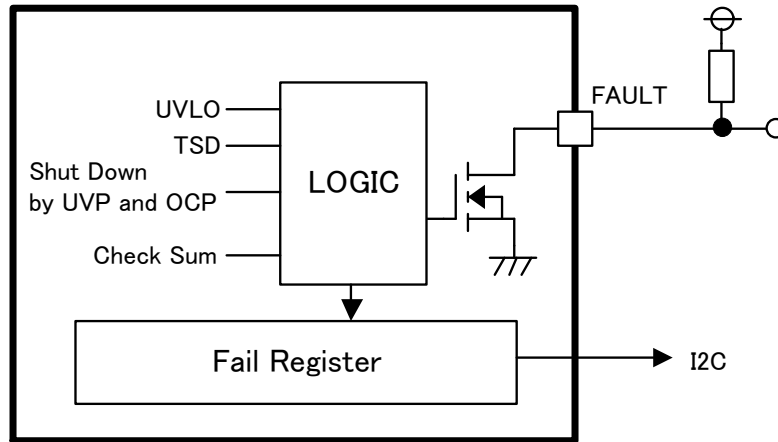 UVLO
TSD
Shut Down
by UVP and OCP
Check Sum
LOGIC
FAULT
Fail Register
I2C